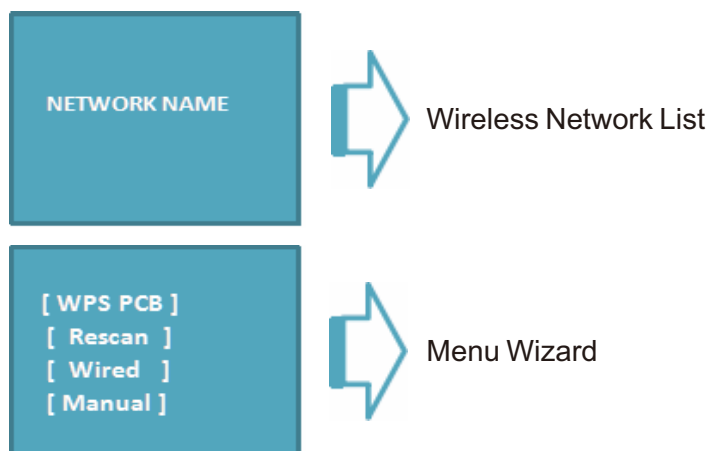 NETWORK NAME
Wireless Network List
[ WPS PCB ]
[ Rescan ]
[ Wired ]
[ Manual ]
Menu Wizard